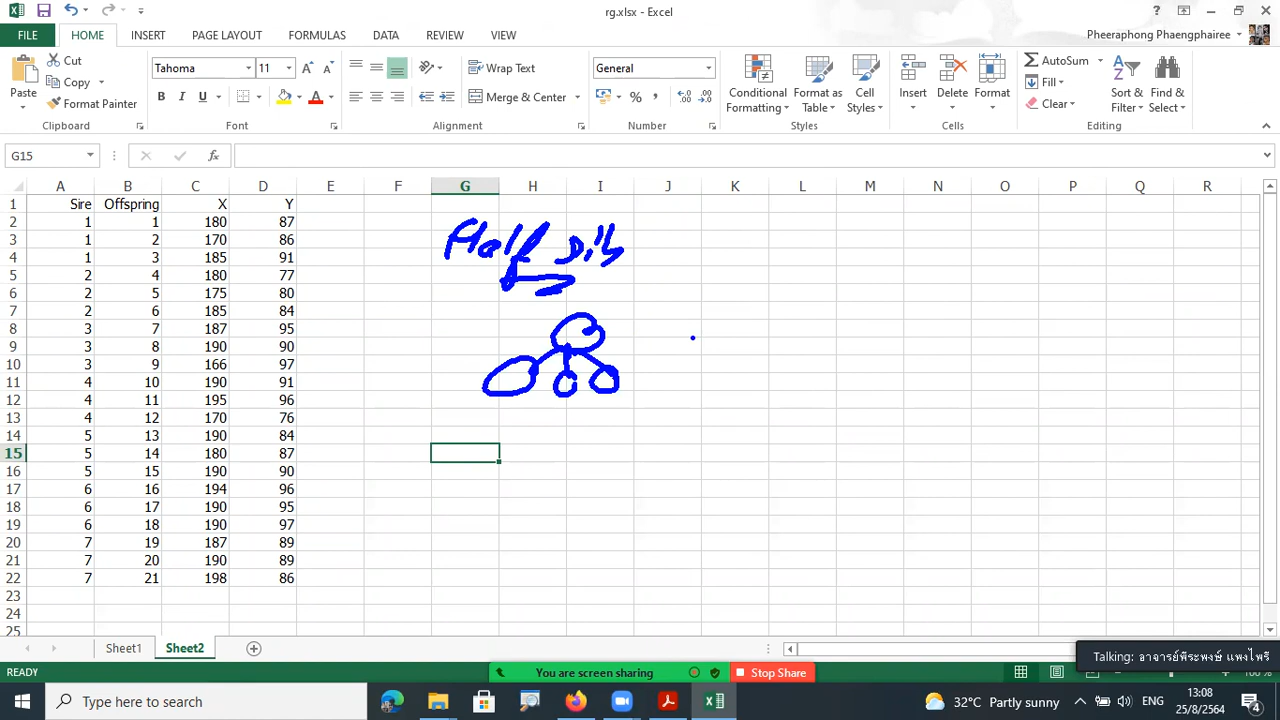 rg.xlsx - Excel
?
FILE HOME INSERT PAGE LAYOUT FORMULAS DATA REVIEW VIEW Pheeraphong Phaengphairee
Paste Cut Copy Format Painter
Tahoma 11
B I U A
Wrap Text
Merge & Center
General
% ,
Conditional Formatting Format as Table Cell Styles
Insert Delete Format
AutoSum Fill Clear
Sort & Filter Find & Select
Clipboard Font Alignment Number Styles Cells Editing
G15 fx
A B C D E F G H I J K L M N O P Q R
1 Sire Offspring X Y
2 1 1 180 87
3 1 2 170 86
4 1 3 185 91
5 2 4 180 77
6 2 5 175 80
7 2 6 185 84
8 3 7 187 95
9 3 8 190 90
10 3 9 166 97
11 4 10 190 91
12 4 11 195 96
13 4 12 170 76
14 5 13 190 84
15 5 14 180 87
16 5 15 190 90
17 6 16 194 96
18 6 17 190 95
19 6 18 190 97
20 7 19 187 89
21 7 20 190 89
22 7 21 198 86
23
24
25
Half Sib
Sheet1 Sheet2
Talking: อาจารย์พีระพงษ์ แพงไพรี
READY
You are screen sharing Stop Share
100 %
Type here to search
32°C Partly sunny
ENG
13:08
25/8/2564
4